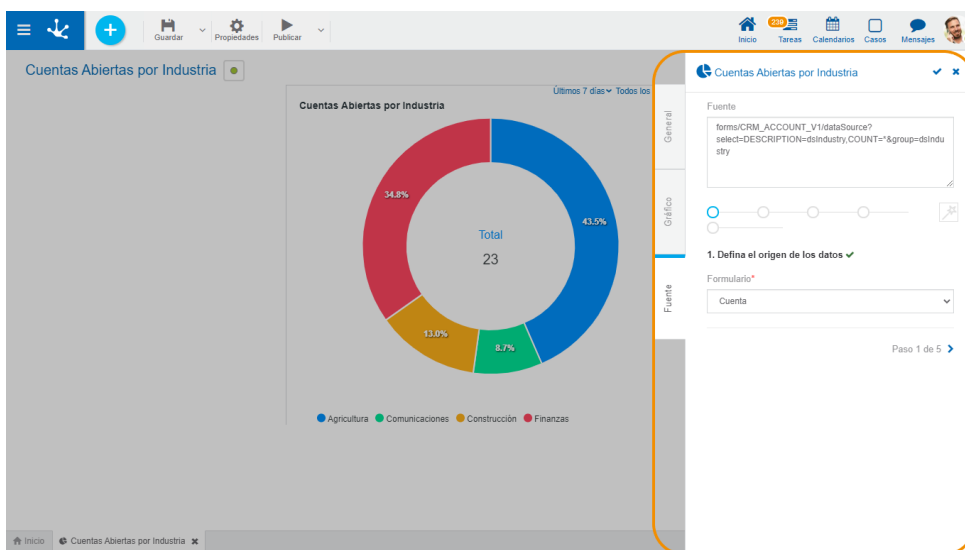 Guardar
Propiedades
Publicar
Inicio
239
Tareas
Calendarios
Casos
Mensajes
Cuentas Abiertas por Industria
Últimos 7 días
Todos los
Cuentas Abiertas por Industria
34.8%
43.5%
Total
23
13.0%
8.7%
Agricultura
Comunicaciones
Construcción
Finanzas
General
Gráfico
Fuente
Cuentas Abiertas por Industria
Fuente
forms/CRM_ACCOUNT_V1/dataSource?
select=DESCRIPTION=dsIndustry,COUNT=*&group=dsIndu
stry
1. Defina el origen de los datos
Formulario*
Cuenta
Paso 1 de 5
Inicio
Cuentas Abiertas por Industria